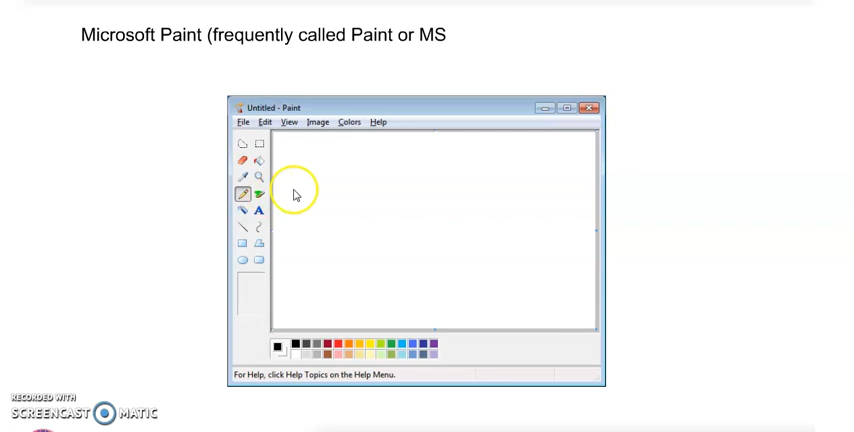 Microsoft Paint (frequently called Paint or MS
Untitled - Paint
File Edit View Image Colors Help
A
For Help, click Help Topics on the Help Menu.
RECORDED WITH
SCREENCAST MATIC